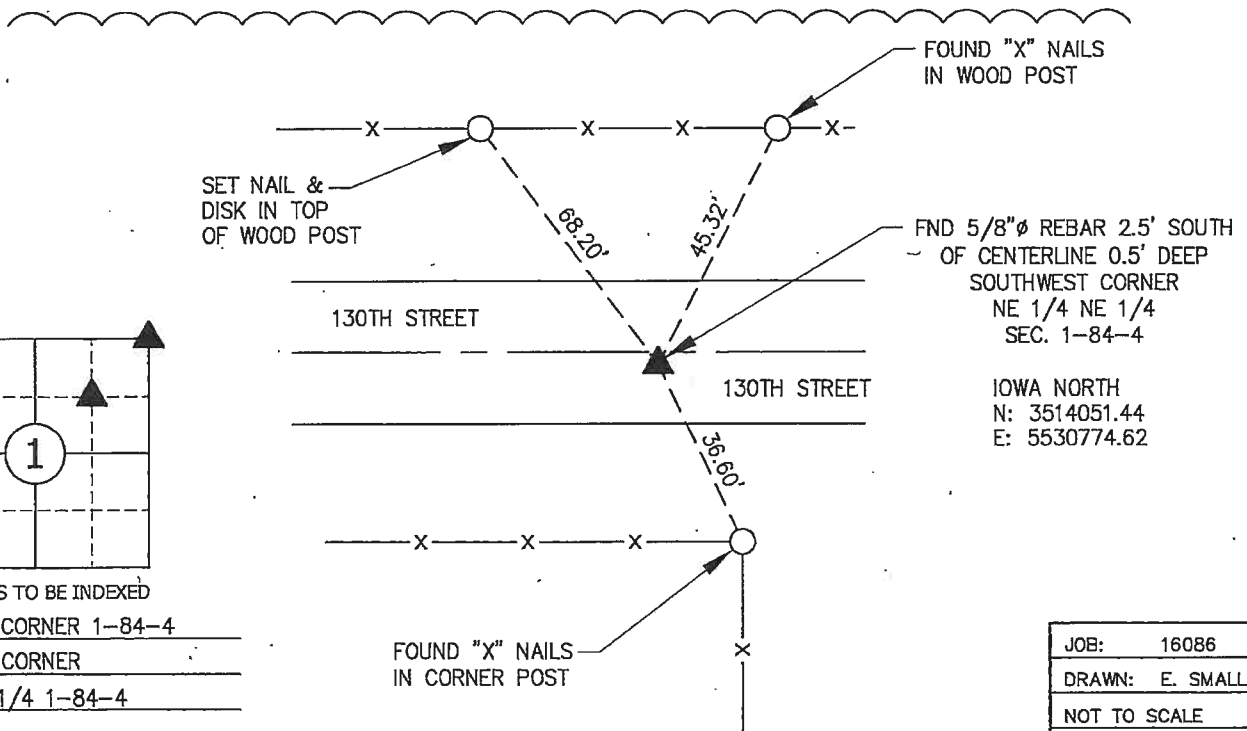 FOUND "X" NAILS
IN WOOD POST
X
X
X
X
SET NAIL &
DISK IN TOP
OF WOOD POST
68.20'
45.32'
FND 5/8"ø REBAR 2.5' SOUTH
OF CENTERLINE 0.5' DEEP
SOUTHWEST CORNER
NE 1/4 NE 1/4
SEC. 1-84-4
130TH STREET
130TH STREET
IOWA NORTH
N: 3514051.44
E: 5530774.62
1
36.60'
X
X
X
S TO BE INDEXED
CORNER 1-84-4
CORNER
1/4 1-84-4
FOUND "X" NAILS
IN CORNER POST
X
JOB: 16086
DRAWN: E. SMALL
NOT TO SCALE